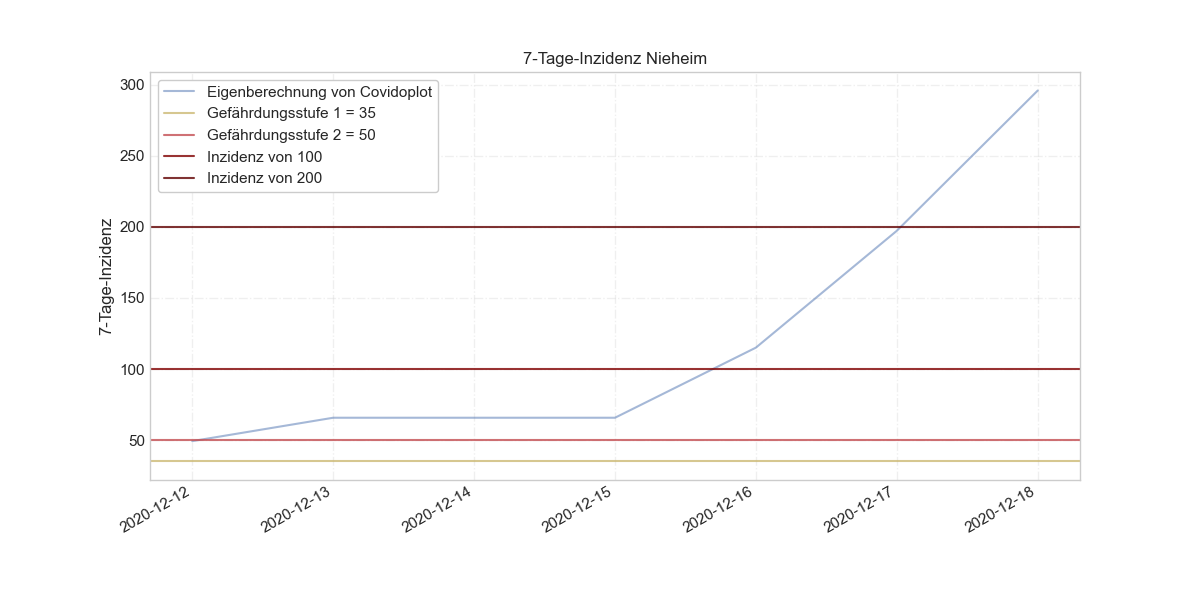 7-Tage-Inzidenz Nieheim
Eigenberechnung von Covidoplot
Gefährdungsstufe 1 = 35
Gefährdungsstufe 2 = 50
Inzidenz von 100
Inzidenz von 200
7-Tage-Inzidenz
300
250
200
150
100
50
2020-12-12
2020-12-13
2020-12-14
2020-12-15
2020-12-16
2020-12-17
2020-12-18